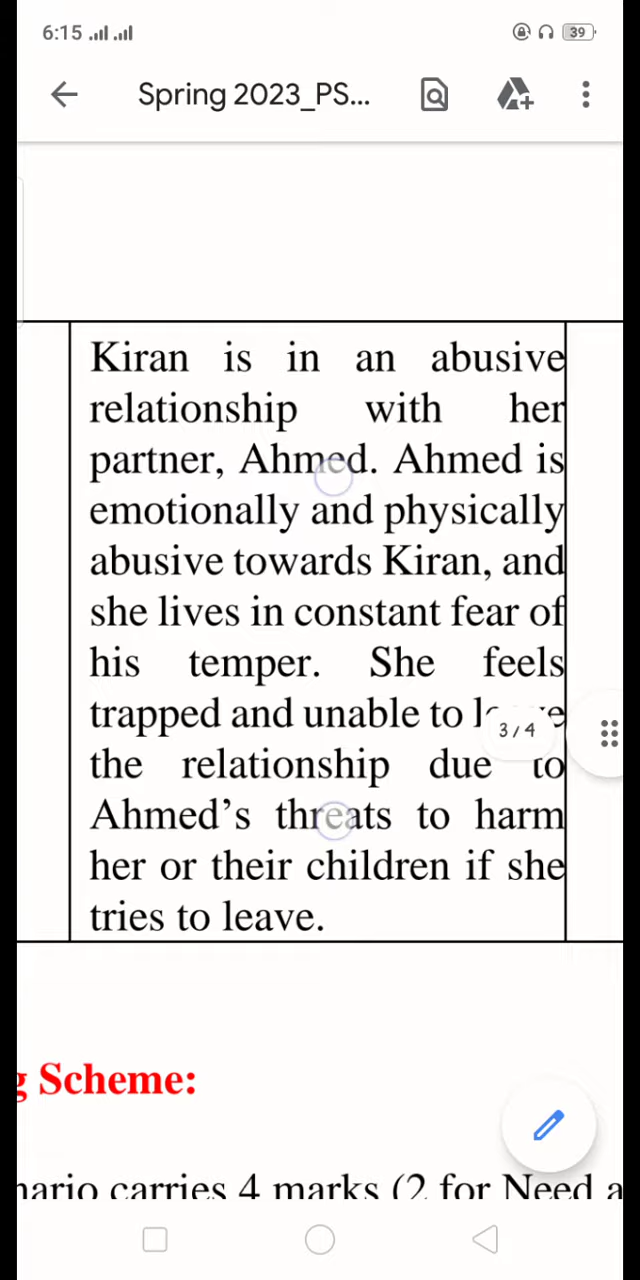 6:15
39
Spring 2023_PS...
Kiran is in an abusive
relationship with her
partner, Ahmed. Ahmed is
emotionally and physically
abusive towards Kiran, and
she lives in constant fear of
his temper. She feels
trapped and unable to
3/4
the relationship due to
Ahmed's threats to harm
her or their children if she
tries to leave.
Scheme:
carries 4 marks (2 for Need